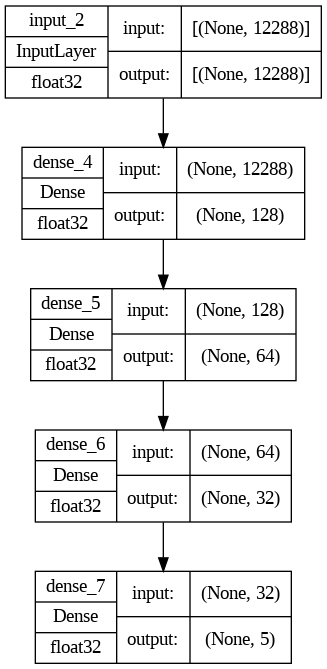 input_2
InputLayer
float32
input:
[(None, 12288)]
output:
[(None, 12288)]
dense_4
Dense
float32
input:
(None, 12288)
output:
(None, 128)
dense_5
Dense
float32
input:
(None, 128)
output:
(None, 64)
dense_6
Dense
float32
input:
(None, 64)
output:
(None, 32)
dense_7
Dense
float32
input:
(None, 32)
output:
(None, 5)